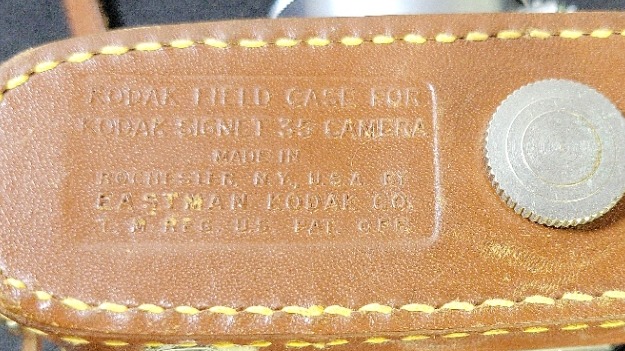 KODAK FIELD CASE FOR
KODAK SIGNET 35 CAMERA
MADE IN
ROCHESTER, N.Y., U.S.A. BY
EASTMAN KODAK CO.
T. M. REG. U.S. PAT. OFF.